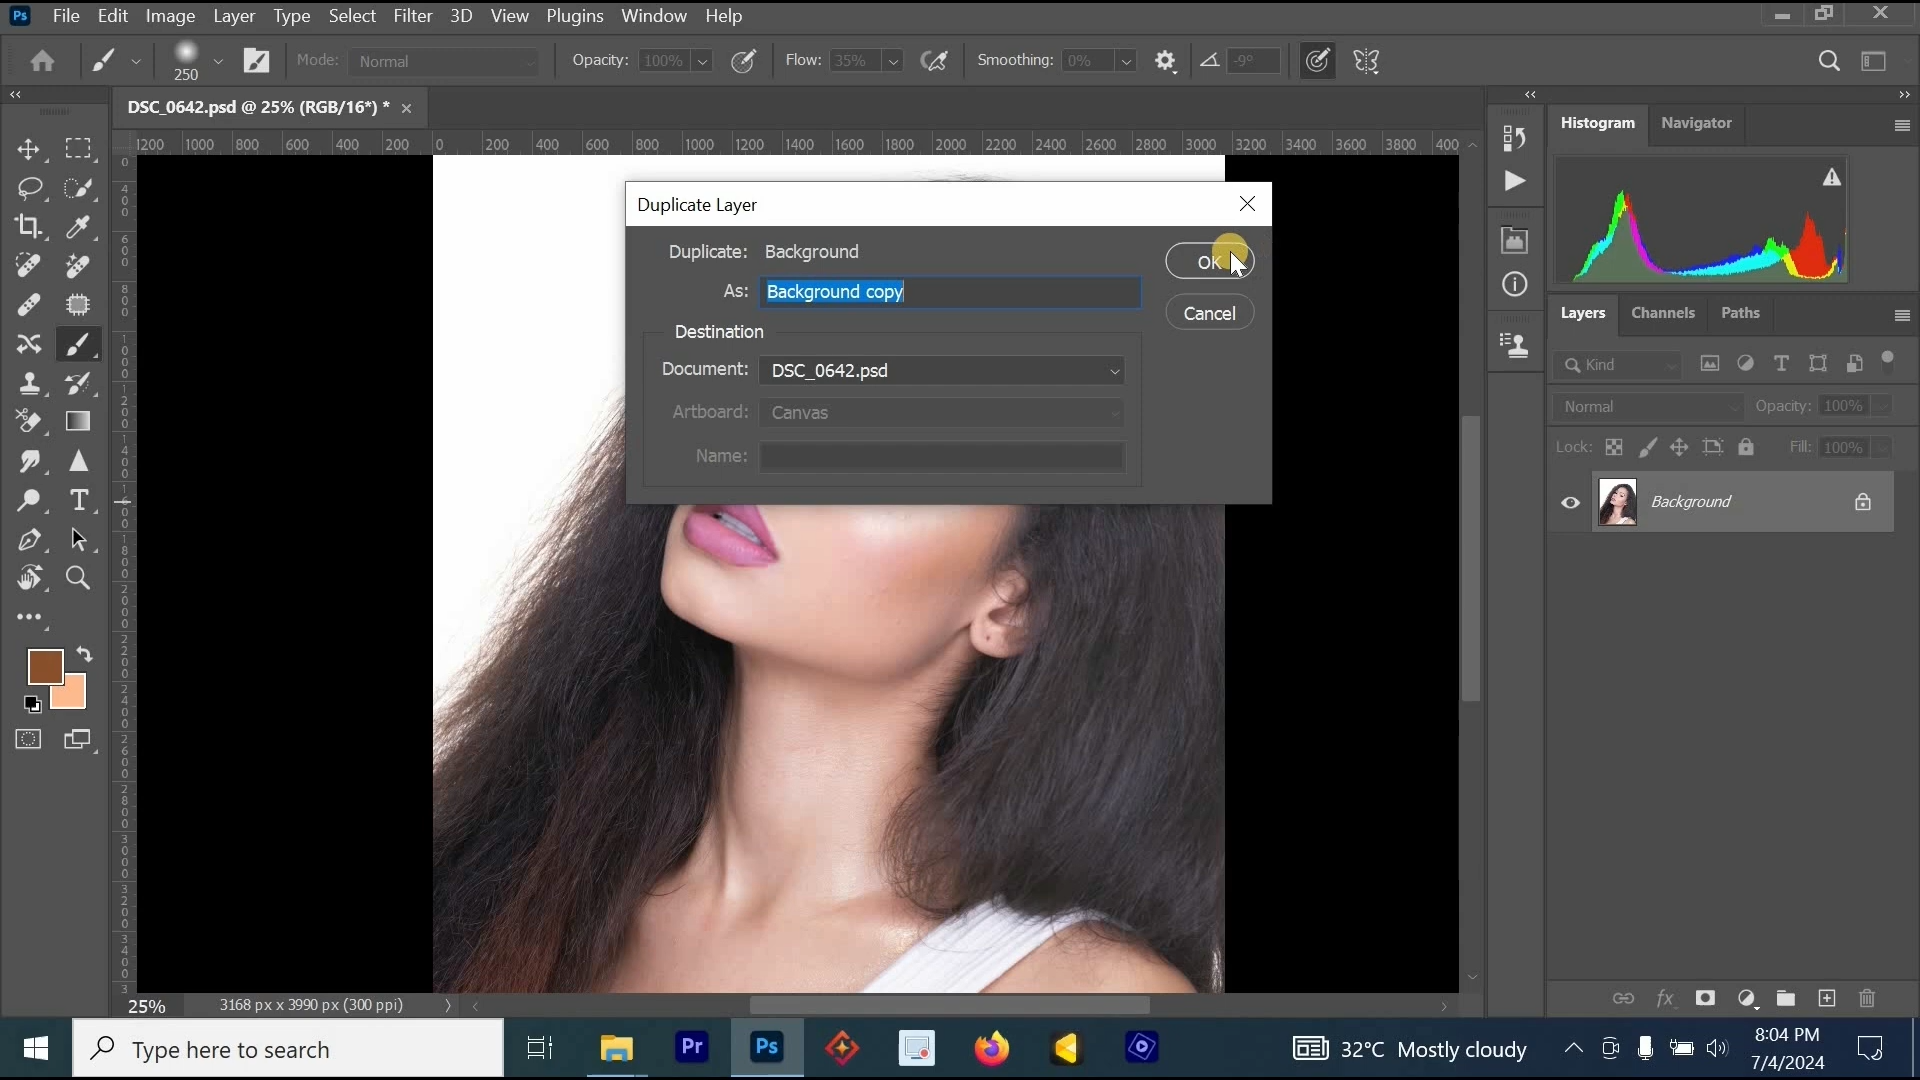 Ps File Edit Image Layer Type Select Filter 3D View Plugins Window Help
250 Mode: Normal Opacity: 100% Flow: 35% Smoothing: 0% -9°
DSC_0642.psd @ 25% (RGB/16*) *
1200 1000 800 600 400 200 0 200 400 600 800 1000 1200 1400 1600 1800 2000 2200 2400 2600 2800 3000 3200 3400 3600 3800 400
Histogram Navigator
Duplicate Layer
Duplicate: Background
OK
As: Background copy
Cancel
Destination
Document: DSC_0642.psd
Artboard: Canvas
Name:
Layers Channels Paths
Kind
Normal Opacity: 100%
Lock: Fill: 100%
Background
25% 3168 px x 3990 px (300 ppi)
fx
Type here to search
Pr
Ps
32°C Mostly cloudy
8:04 PM
7/4/2024